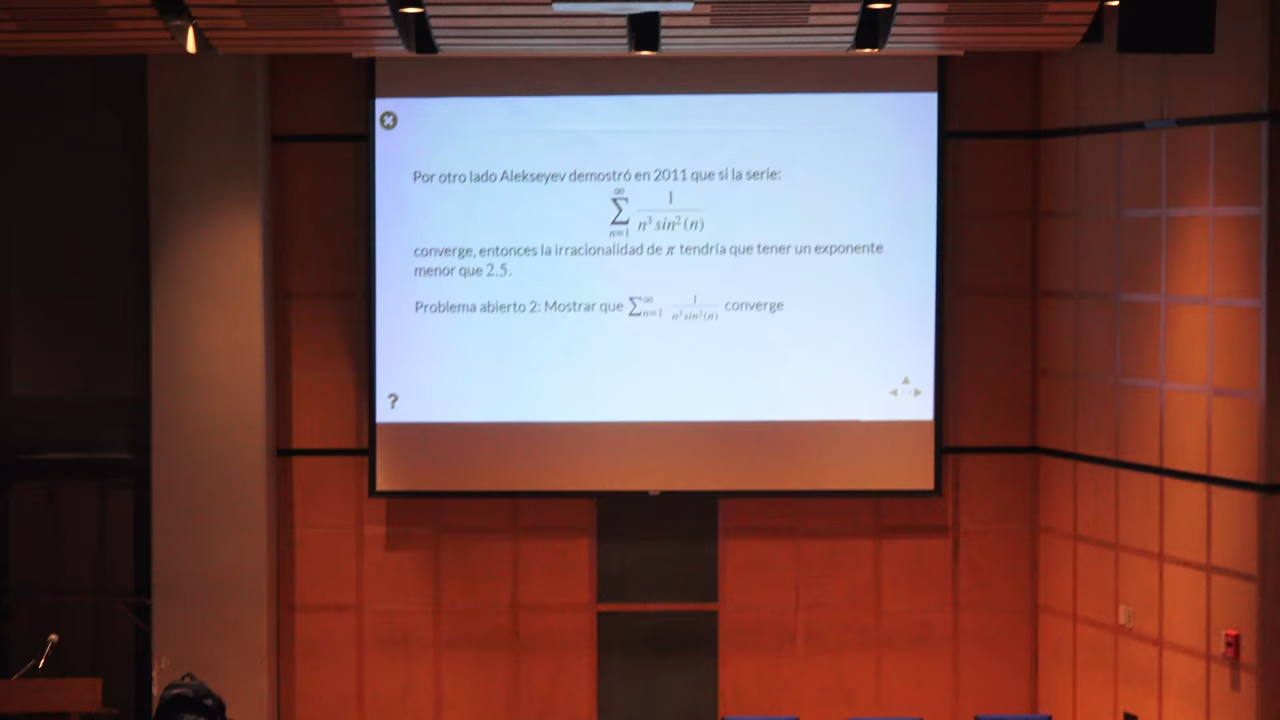 Por otro lado Alekseyev demostró en 2011 que si la serie:
∞
∑ 1 / n³ sin²(n)
n=1
converge, entonces la irracionalidad de π tendría que tener un exponente
menor que 2.5.
Problema abierto 2: Mostrar que ∑∞n=1 1 / n³ sin²(n) converge
?